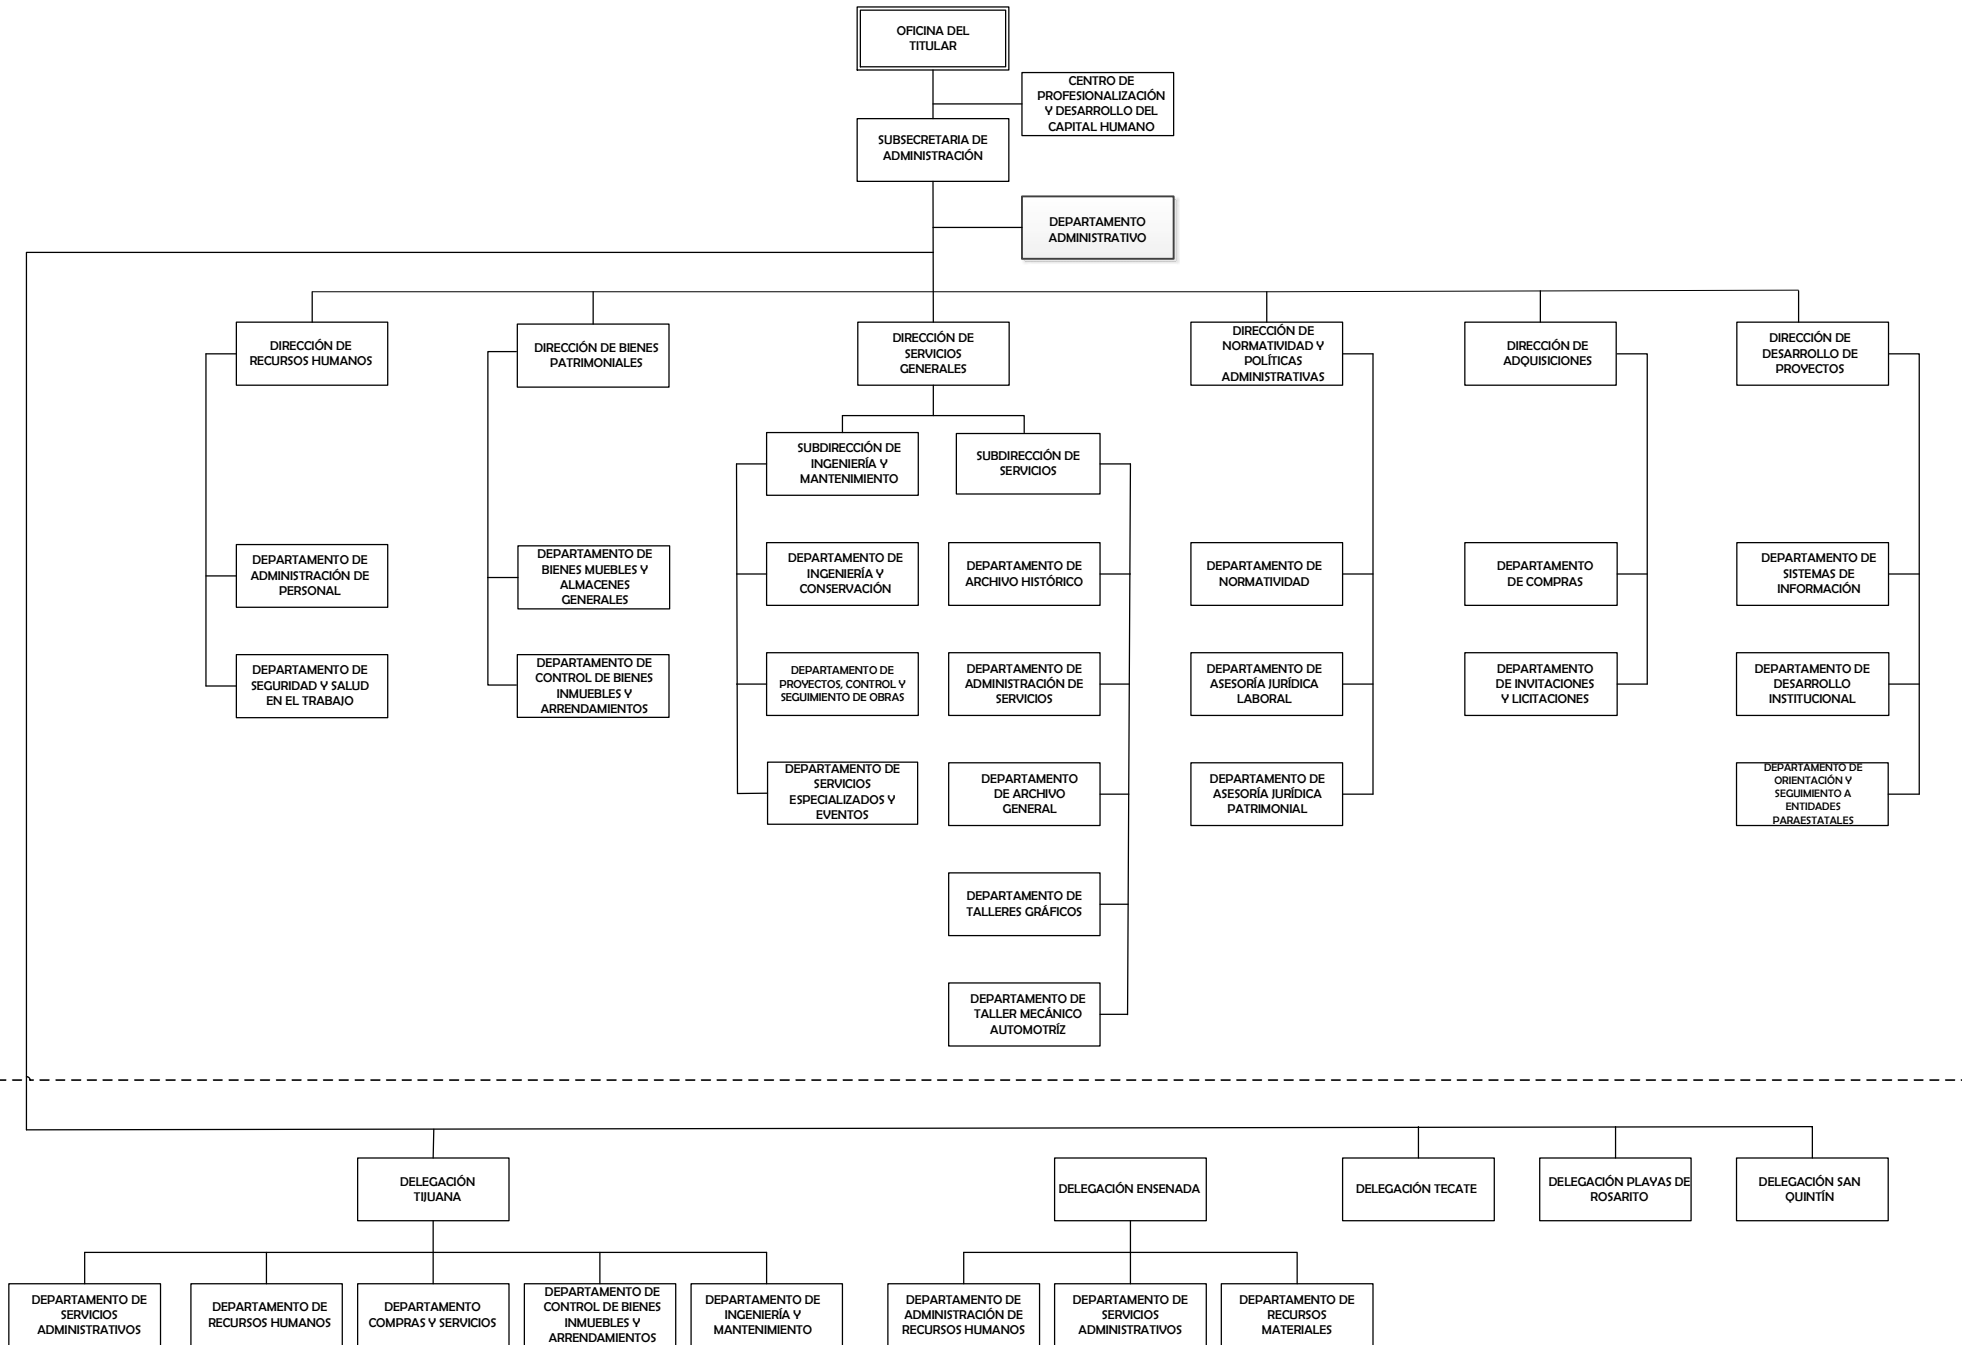 OFICINA DEL
TITULAR
CENTRO DE
PROFESIONALIZACIÓN
Y DESARROLLO DEL
CAPITAL HUMANO
SUBSECRETARIA DE
ADMINISTRACIÓN
DEPARTAMENTO
ADMINISTRATIVO
DIRECCIÓN DE
RECURSOS HUMANOS
DIRECCIÓN DE BIENES
PATRIMONIALES
DIRECCIÓN DE
SERVICIOS
GENERALES
DIRECCIÓN DE
NORMATIVIDAD Y
POLÍTICAS
ADMINISTRATIVAS
DIRECCIÓN DE
ADQUISICIONES
DIRECCIÓN DE
DESARROLLO DE
PROYECTOS
SUBDIRECCIÓN DE
INGENIERÍA Y
MANTENIMIENTO
SUBDIRECCIÓN DE
SERVICIOS
DEPARTAMENTO DE
ADMINISTRACIÓN DE
PERSONAL
DEPARTAMENTO DE
BIENES MUEBLES Y
ALMACENES
GENERALES
DEPARTAMENTO DE
INGENIERÍA Y
CONSERVACIÓN
DEPARTAMENTO DE
ARCHIVO HISTÓRICO
DEPARTAMENTO DE
NORMATIVIDAD
DEPARTAMENTO
DE COMPRAS
DEPARTAMENTO DE
SISTEMAS DE
INFORMACIÓN
DEPARTAMENTO DE
SEGURIDAD Y SALUD
EN EL TRABAJO
DEPARTAMENTO DE
CONTROL DE BIENES
INMUEBLES Y
ARRENDAMIENTOS
DEPARTAMENTO DE
PROYECTOS, CONTROL Y
SEGUIMIENTO DE OBRAS
DEPARTAMENTO DE
ADMINISTRACIÓN DE
SERVICIOS
DEPARTAMENTO DE
ASESORÍA JURÍDICA
LABORAL
DEPARTAMENTO
DE INVITACIONES
Y LICITACIONES
DEPARTAMENTO DE
DESARROLLO
INSTITUCIONAL
DEPARTAMENTO DE
SERVICIOS
ESPECIALIZADOS Y
EVENTOS
DEPARTAMENTO
DE ARCHIVO
GENERAL
DEPARTAMENTO DE
ASESORÍA JURÍDICA
PATRIMONIAL
DEPARTAMENTO DE
ORIENTACIÓN Y
SEGUIMIENTO A
ENTIDADES
PARAESTATALES
DEPARTAMENTO DE
TALLERES GRÁFICOS
DEPARTAMENTO DE
TALLER MECÁNICO
AUTOMOTRÍZ
DELEGACIÓN
TIJUANA
DELEGACIÓN ENSENADA
DELEGACIÓN TECATE
DELEGACIÓN PLAYAS DE
ROSARITO
DELEGACIÓN SAN
QUINTÍN
DEPARTAMENTO DE
SERVICIOS
ADMINISTRATIVOS
DEPARTAMENTO DE
RECURSOS HUMANOS
DEPARTAMENTO
COMPRAS Y SERVICIOS
DEPARTAMENTO DE
CONTROL DE BIENES
INMUEBLES Y
ARRENDAMIENTOS
DEPARTAMENTO DE
INGENIERÍA Y
MANTENIMIENTO
DEPARTAMENTO DE
ADMINISTRACIÓN DE
RECURSOS HUMANOS
DEPARTAMENTO DE
SERVICIOS
ADMINISTRATIVOS
DEPARTAMENTO DE
RECURSOS
MATERIALES